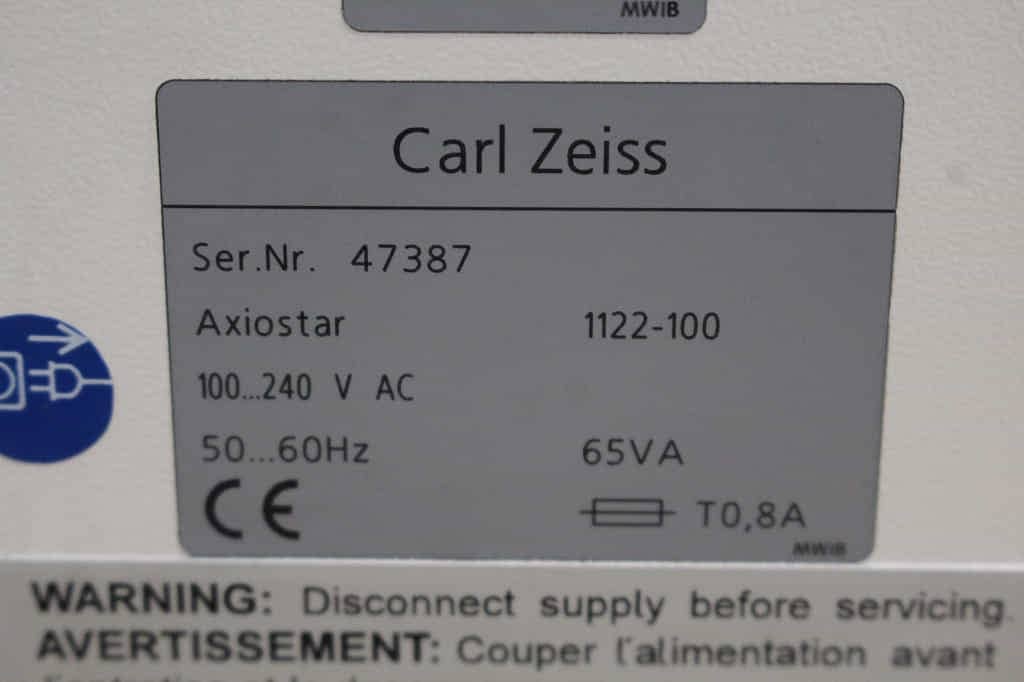 MWIB
Carl Zeiss
Ser.Nr. 47387
Axiostar 1122-100
100...240 V AC
50...60Hz 65VA
CE T0,8A
MWIB
WARNING: Disconnect supply before servicing.
AVERTISSEMENT: Couper l'alimentation avant